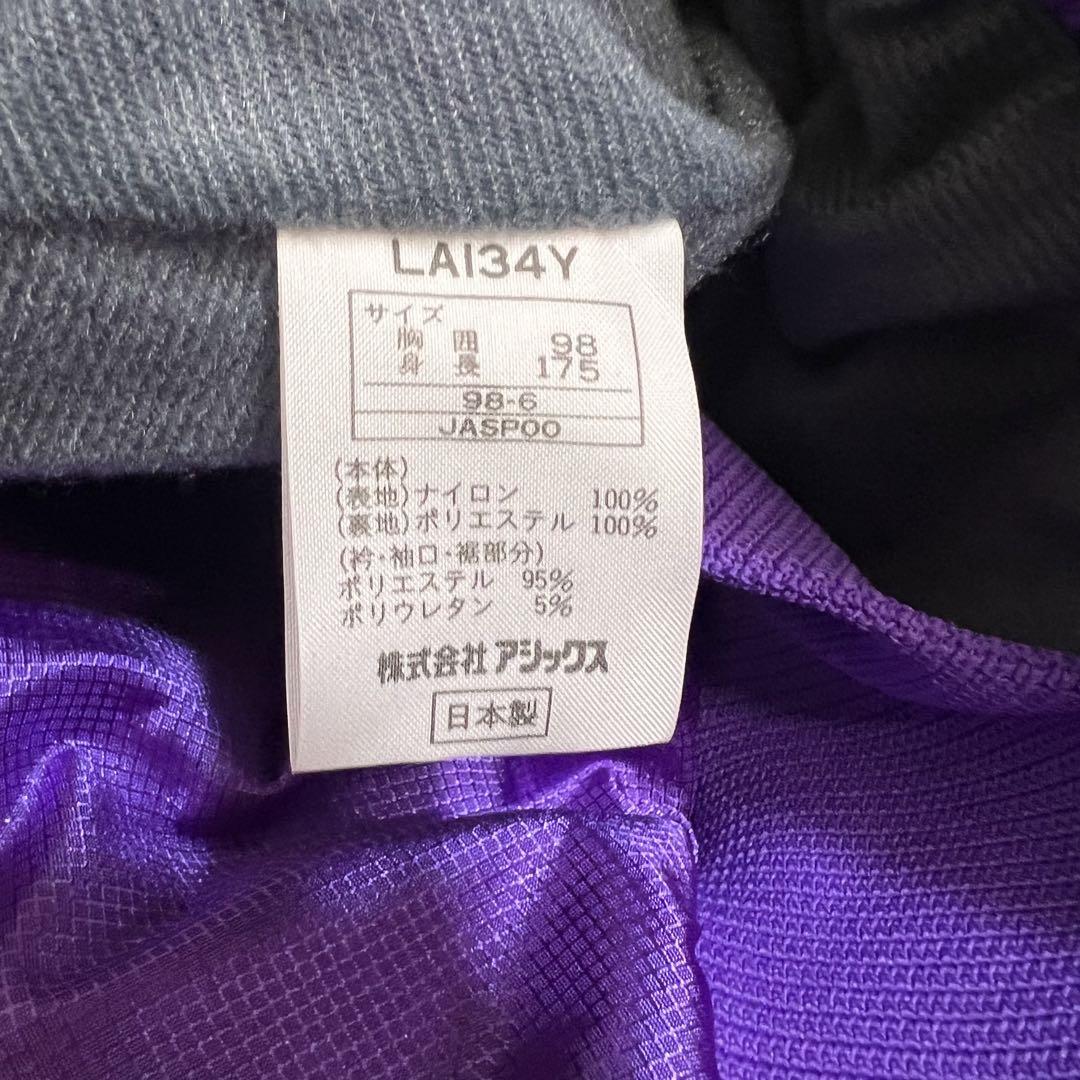 LA134Y
サイズ
胸囲 98
身長 175
98-6
JASPOO
(本体)
(表地)ナイロン 100%
(裏地)ポリエステル 100%
(衿・袖口・裾部分)
ポリエステル 95%
ポリウレタン 5%
株式会社アシックス
日本製